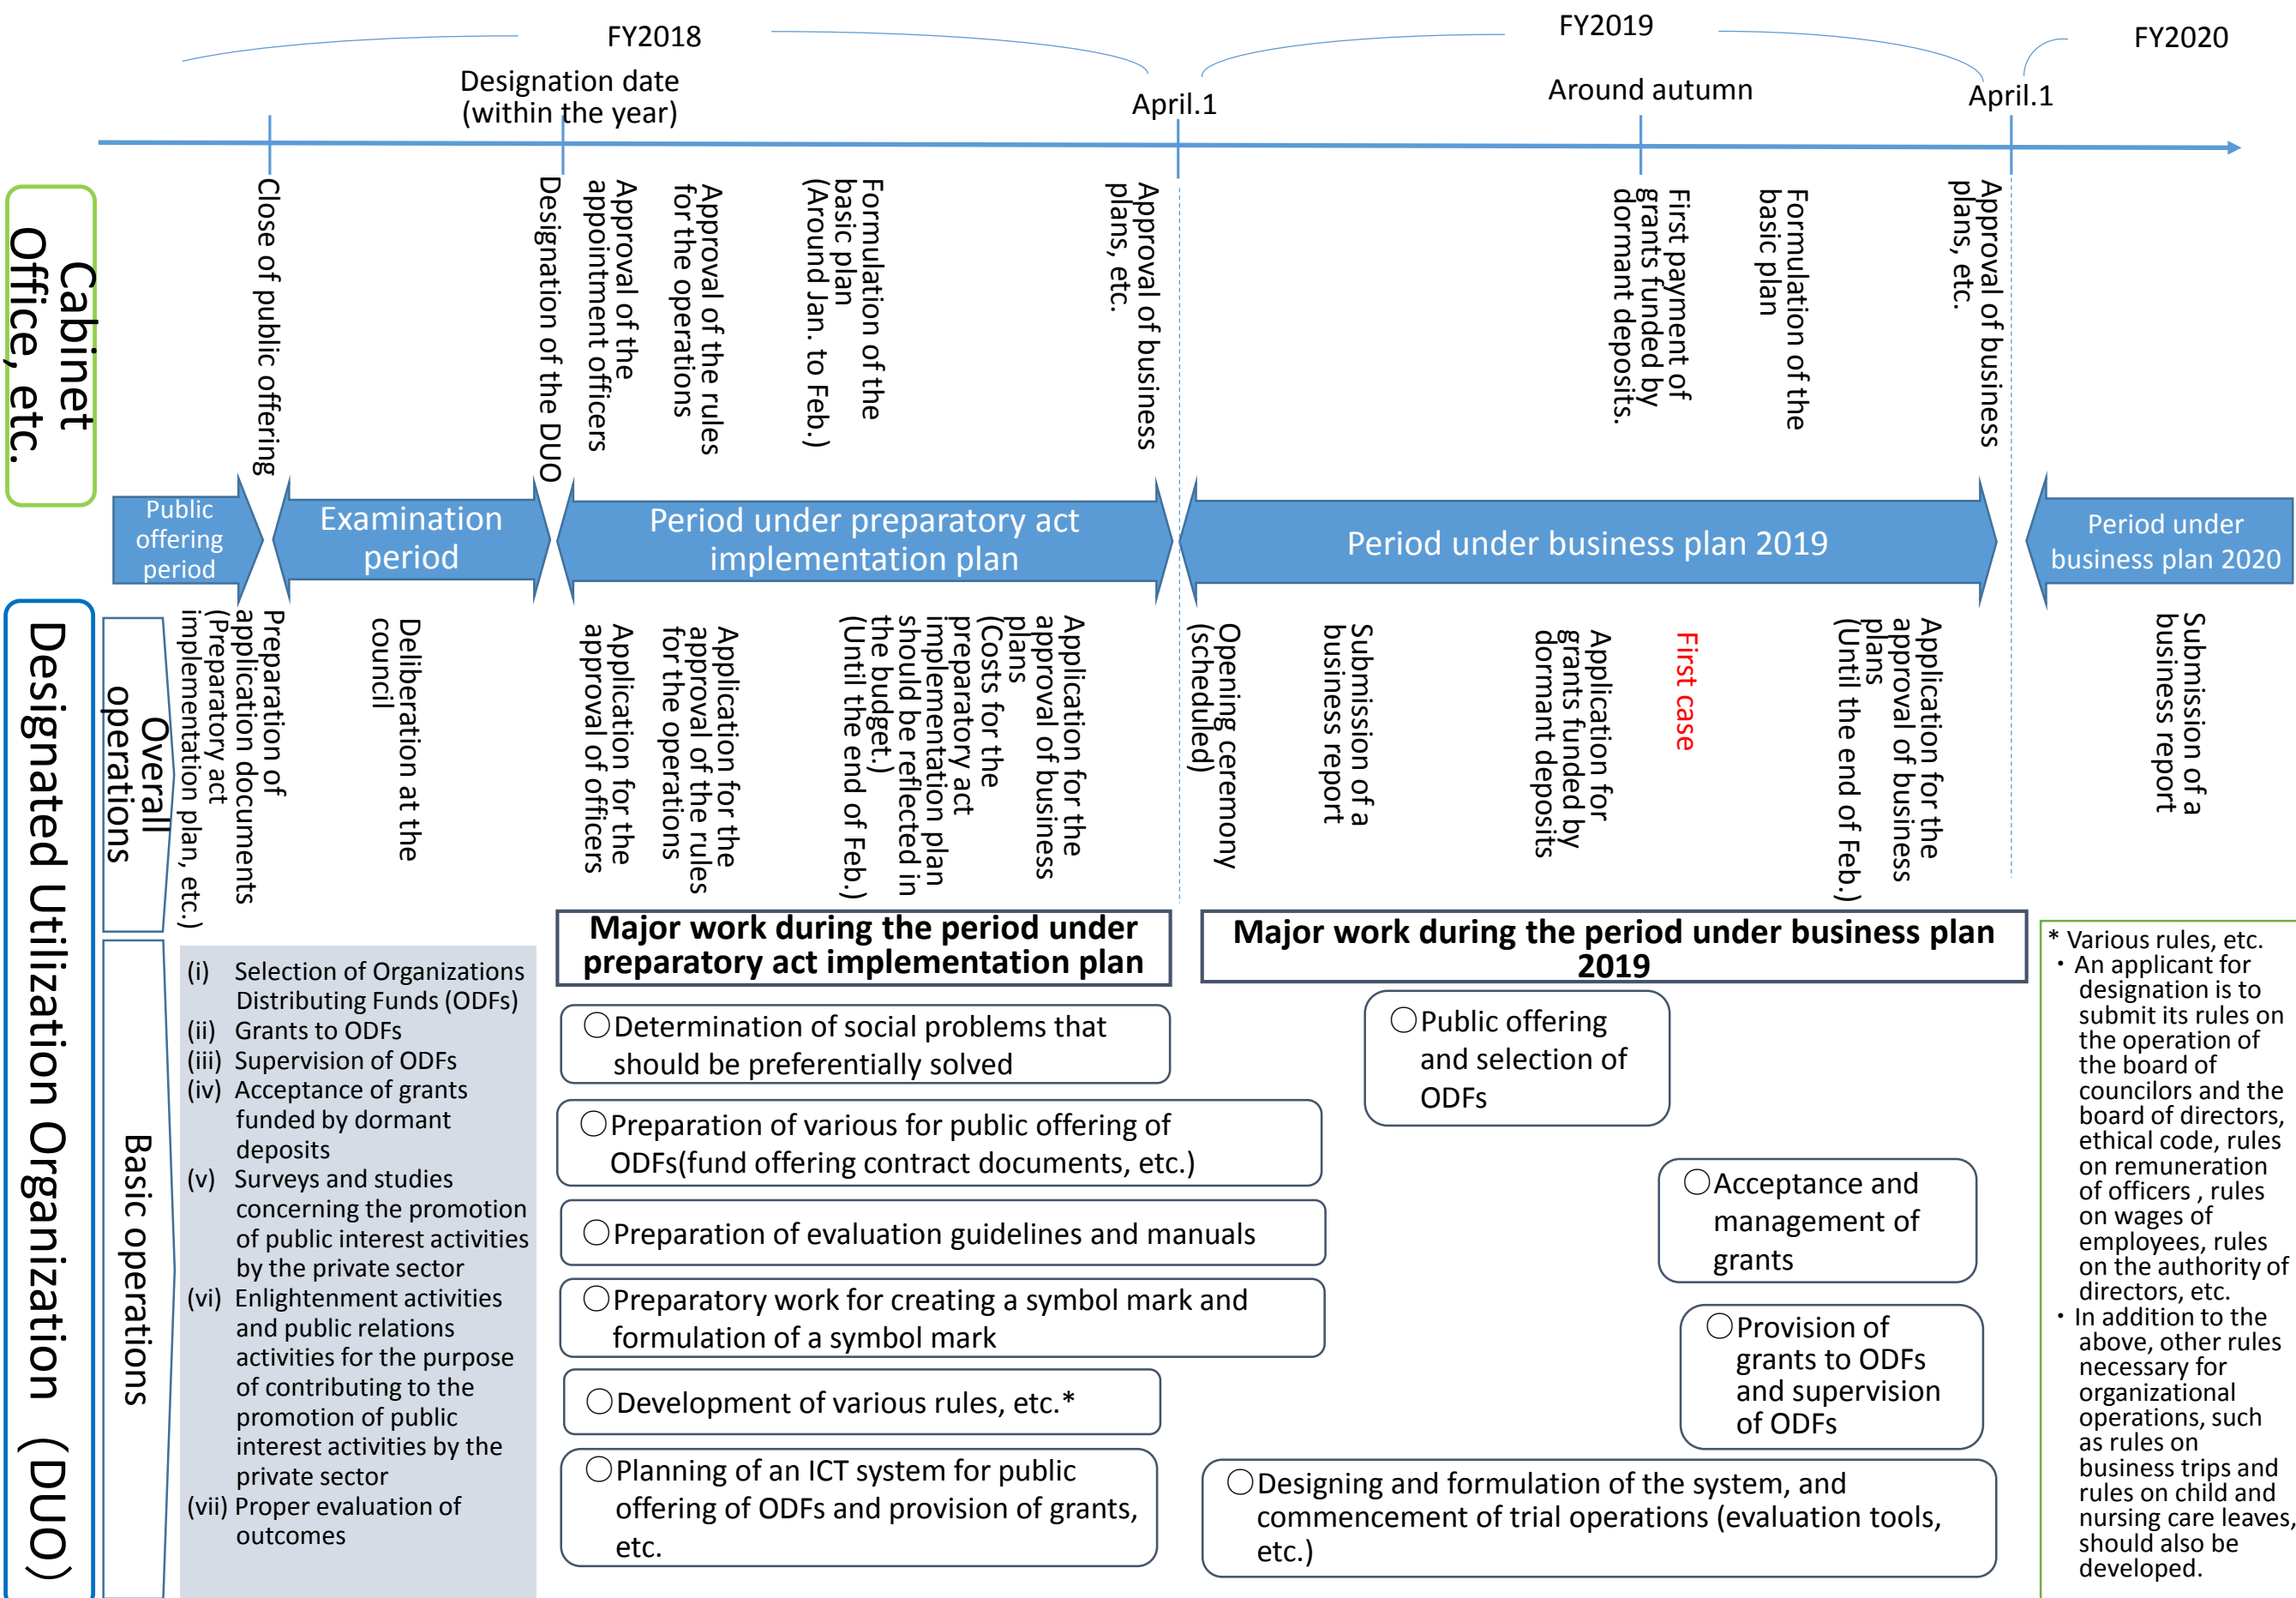 FY2018
FY2019
FY2020
Designation date
(within the year)
April.1
Around autumn
April.1
Cabinet
Office, etc.
Close of public offering
Designation of the DUO
Approval of the
appointment officers
Approval of the rules
for the operations
Formulation of the
basic plan
(Around Jan. to Feb.)
Approval of business
plans, etc.
First payment of
grants funded by
dormant deposits.
Formulation of the
basic plan
Approval of business
plans, etc.
Public
offering
period
Examination
period
Period under preparatory act
implementation plan
Period under business plan 2019
Period under
business plan 2020
Designated Utilization Organization (DUO)
Overall
operations
Preparation of
application documents
(Preparatory act
implementation plan, etc.)
Deliberation at the
council
Application for the
approval of officers
Application for the
approval of the rules
for the operations
Application for the
approval of business
plans
(Costs for the
preparatory act
implementation plan
should be reflected in
the budget.)
(Until the end of Feb.)
Opening ceremony
(scheduled)
Submission of a
business report
Application for
grants funded by
dormant deposits
First case
Application for the
approval of business
plans
(Until the end of Feb.)
Submission of a
business report
Basic operations
(i) Selection of Organizations
Distributing Funds (ODFs)
(ii) Grants to ODFs
(iii) Supervision of ODFs
(iv) Acceptance of grants
funded by dormant
deposits
(v) Surveys and studies
concerning the promotion
of public interest activities
by the private sector
(vi) Enlightenment activities
and public relations
activities for the purpose
of contributing to the
promotion of public
interest activities by the
private sector
(vii) Proper evaluation of
outcomes
Major work during the period under
preparatory act implementation plan
○Determination of social problems that
should be preferentially solved
○Preparation of various for public offering of
ODFs(fund offering contract documents, etc.)
○Preparation of evaluation guidelines and manuals
○Preparatory work for creating a symbol mark and
formulation of a symbol mark
○Development of various rules, etc.*
○Planning of an ICT system for public
offering of ODFs and provision of grants,
etc.
Major work during the period under business plan
2019
○Public offering
and selection of
ODFs
○Acceptance and
management of
grants
○Provision of
grants to ODFs
and supervision
of ODFs
○Designing and formulation of the system, and
commencement of trial operations (evaluation tools,
etc.)
* Various rules, etc.
・An applicant for
designation is to
submit its rules on
the operation of
the board of
councilors and the
board of directors,
ethical code, rules
on remuneration
of officers , rules
on wages of
employees, rules
on the authority of
directors, etc.
・In addition to the
above, other rules
necessary for
organizational
operations, such
as rules on
business trips and
rules on child and
nursing care leaves,
should also be
developed.